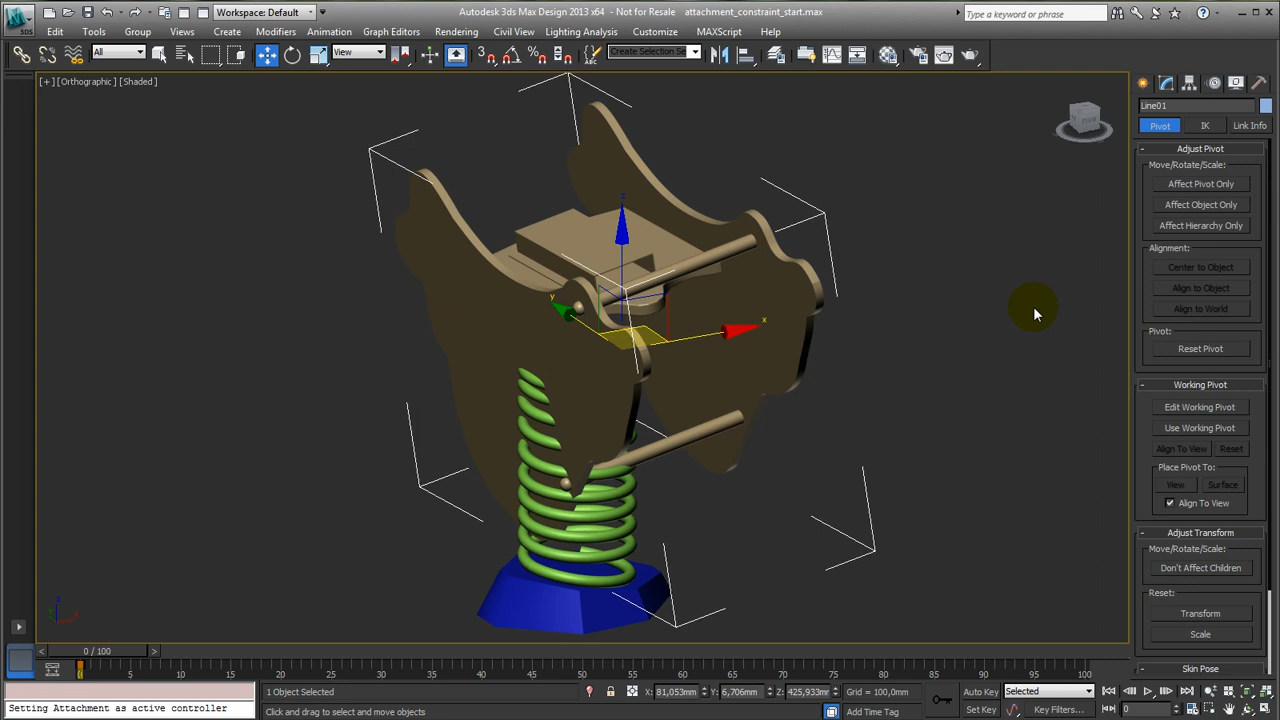 Workspace: Default
Autodesk 3ds Max Design 2013 x64 - Not for Resale attachment_constraint_start.max
Type a keyword or phrase
3DS
Edit Tools Group Views Create Modifiers Animation Graph Editors Rendering Civil View Lighting Analysis Customize MAXScript Help
All View Create Selection Se
[+] [Orthographic] [Shaded]
Line01
Pivot IK Link Info
- Adjust Pivot
Move/Rotate/Scale:
Affect Pivot Only
Affect Object Only
Affect Hierarchy Only
Alignment:
Center to Object
Align to Object
Align to World
Pivot:
Reset Pivot
- Working Pivot
Edit Working Pivot
Use Working Pivot
Align To View Reset
Place Pivot To:
View Surface
Align To View
- Adjust Transform
Move/Rotate/Scale:
Don't Affect Children
Reset:
Transform
Scale
- Skin Pose
z
y
x
z
x
< 0 / 100 >
0 5 10 15 20 25 30 35 40 45 50 55 60 65 70 75 80 85 90 95 100
1 Object Selected
X: 81,053mm Y: 6,706mm Z: 425,933mm Grid = 100,0mm
Auto Key Selected
Setting Attachment as active controller
Click and drag to select and move objects
Add Time Tag
Set Key Key Filters... 0